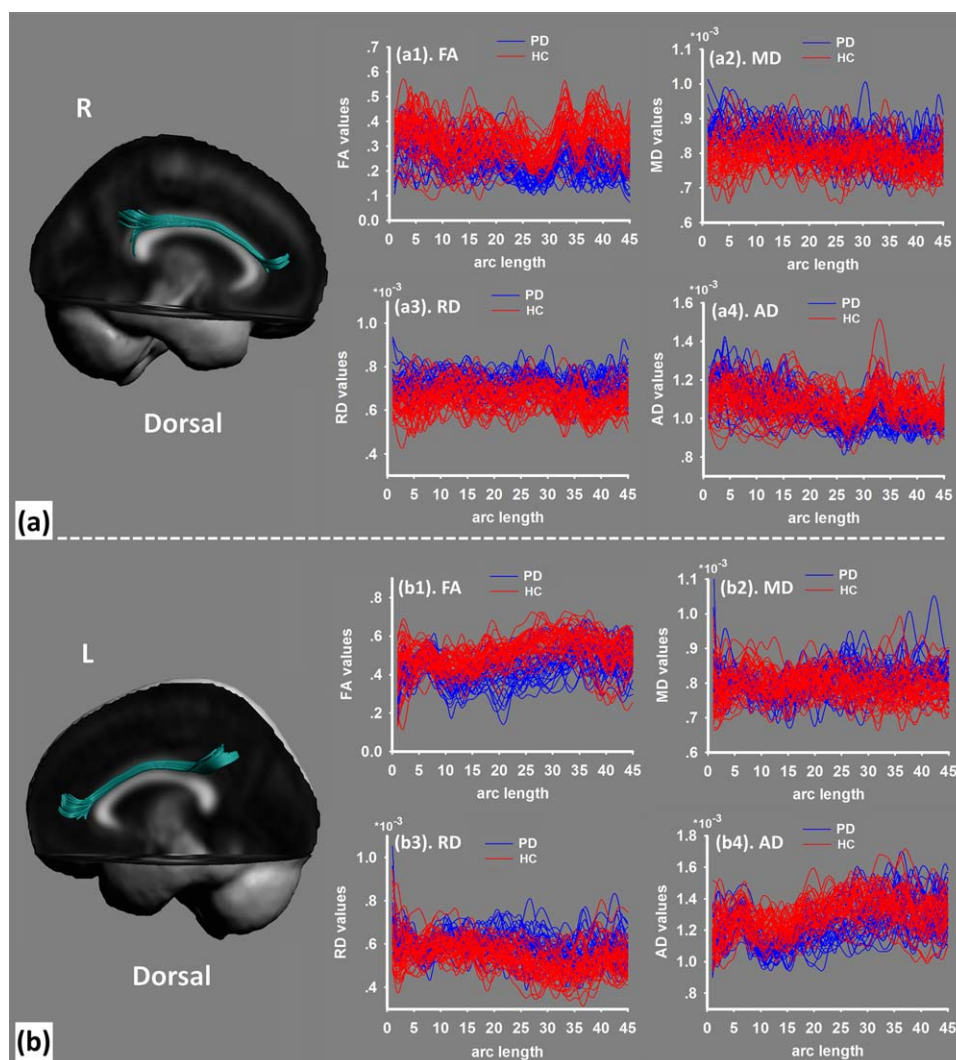 R
Dorsal
(a)
(a1). FA
PD
HC
FA values
.7
.6
.5
.4
.3
.2
.1
0.0
0 5 10 15 20 25 30 35 40 45
arc length
*10⁻³
(a2). MD
PD
HC
MD values
1.1
1.0
.9
.8
.7
.6
0 5 10 15 20 25 30 35 40 45
arc length
*10⁻³
(a3). RD
PD
HC
RD values
1.0
.8
.6
.4
0 5 10 15 20 25 30 35 40 45
arc length
*10⁻³
(a4). AD
PD
HC
AD values
1.6
1.4
1.2
1.0
.8
0 5 10 15 20 25 30 35 40 45
arc length
L
Dorsal
(b)
(b1). FA
PD
HC
FA values
.8
.6
.4
.2
0.0
0 5 10 15 20 25 30 35 40 45
arc length
*10⁻³
(b2). MD
PD
HC
MD values
1.1
1.0
.9
.8
.7
.6
0 5 10 15 20 25 30 35 40 45
arc length
*10⁻³
(b3). RD
PD
HC
RD values
1.0
.8
.6
.4
0 5 10 15 20 25 30 35 40 45
arc length
*10⁻³
(b4). AD
PD
HC
AD values
1.8
1.6
1.4
1.2
1.0
.8
0 5 10 15 20 25 30 35 40 45
arc length